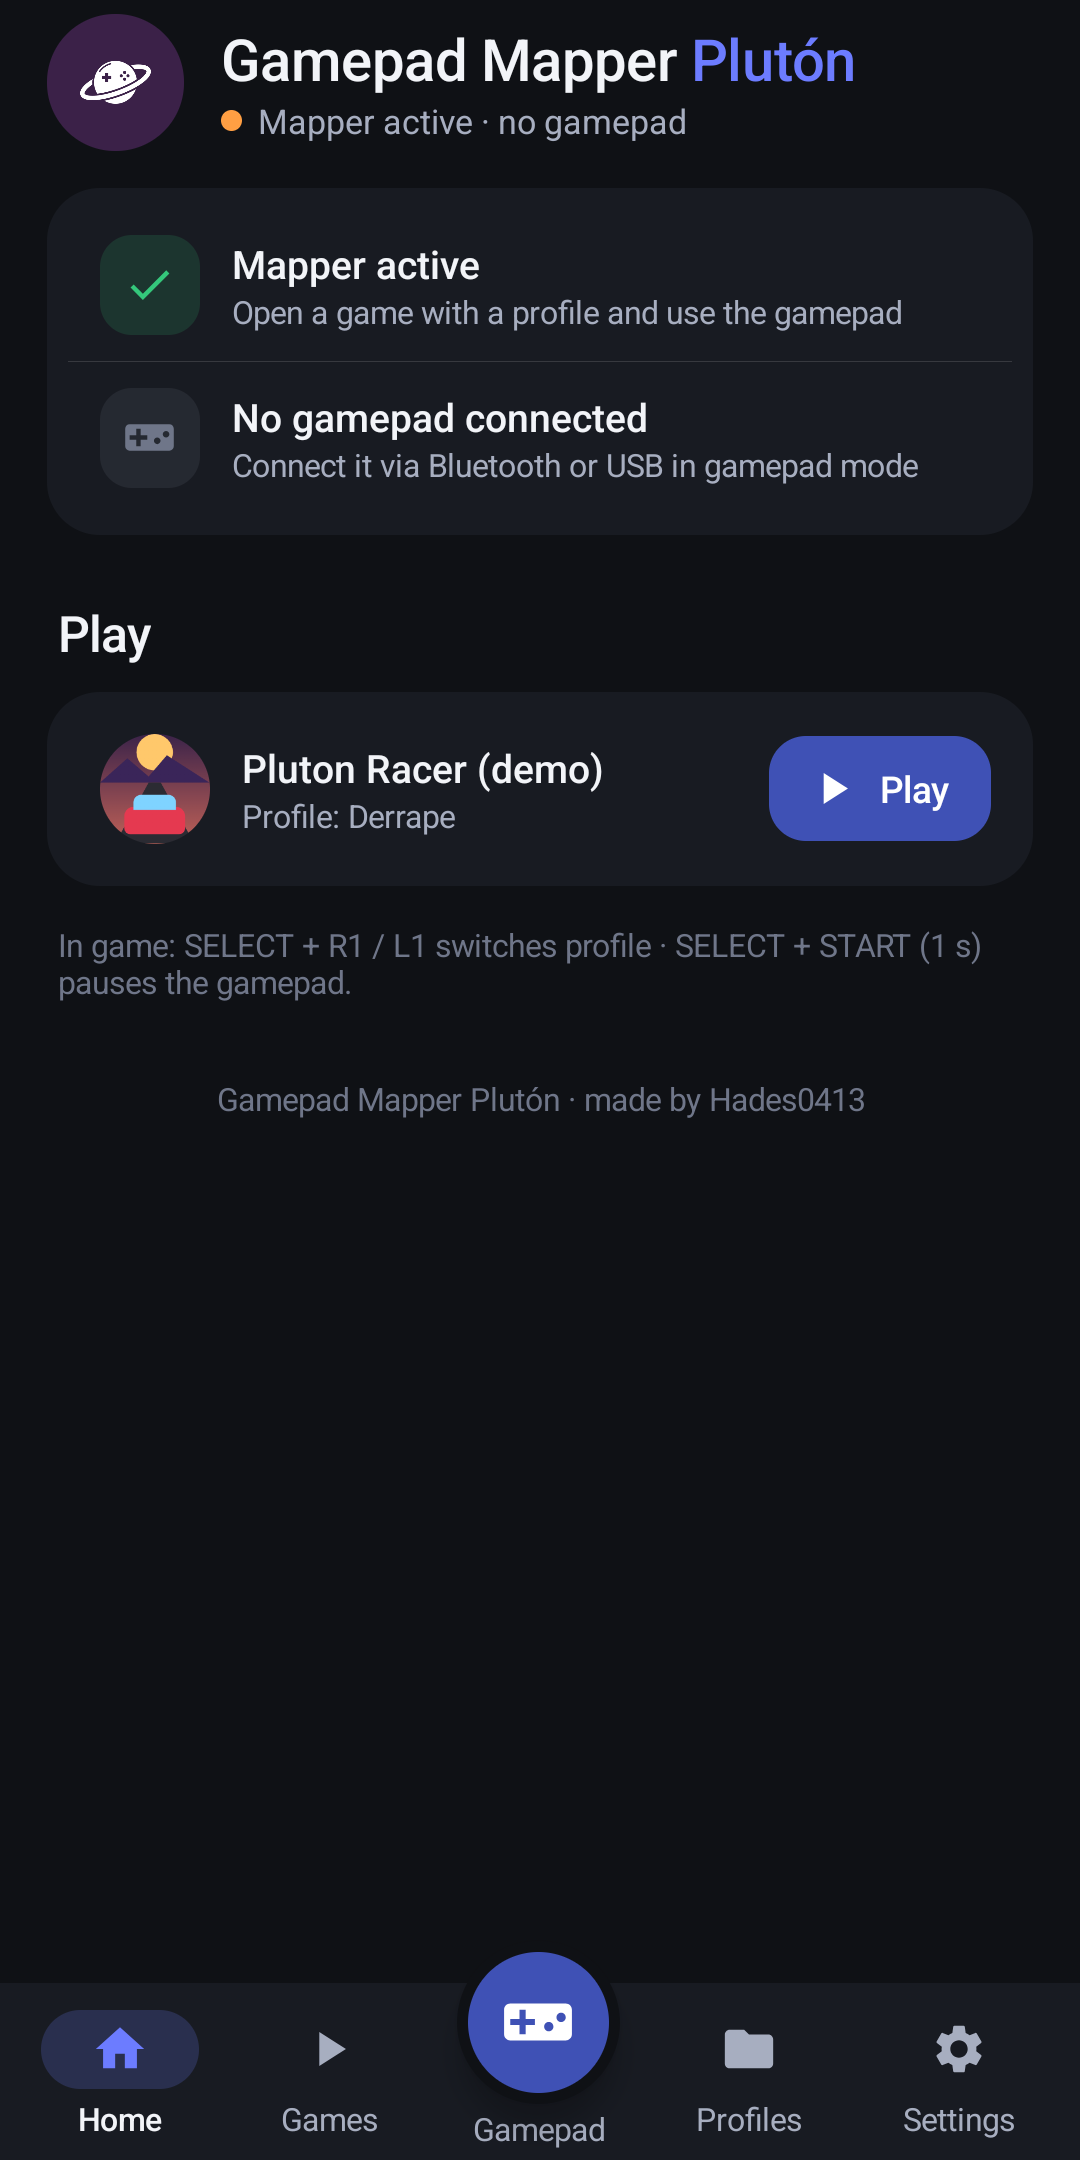 Gamepad Mapper Plutón
Mapper active · no gamepad
Mapper active
Open a game with a profile and use the gamepad
No gamepad connected
Connect it via Bluetooth or USB in gamepad mode
Play
Pluton Racer (demo)
Profile: Derrape
Play
In game: SELECT + R1 / L1 switches profile · SELECT + START (1 s)
pauses the gamepad.
Gamepad Mapper Plutón · made by Hades0413
Home
Games
Gamepad
Profiles
Settings